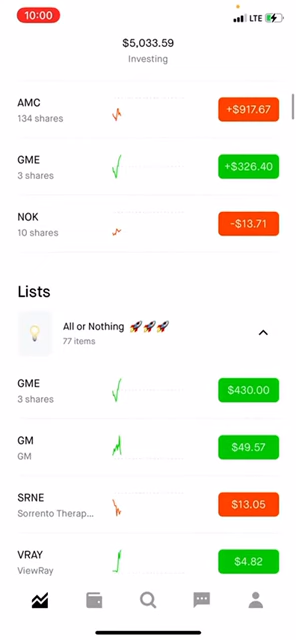 10:00
LTE
$5,033.59
Investing
AMC
134 shares
+$917.67
GME
3 shares
+$326.40
NOK
10 shares
-$13.71
Lists
All or Nothing 🚀🚀🚀
77 items
GME
3 shares
$430.00
GM
GM
$49.57
SRNE
Sorrento Therap...
$13.05
VRAY
ViewRay
$4.82